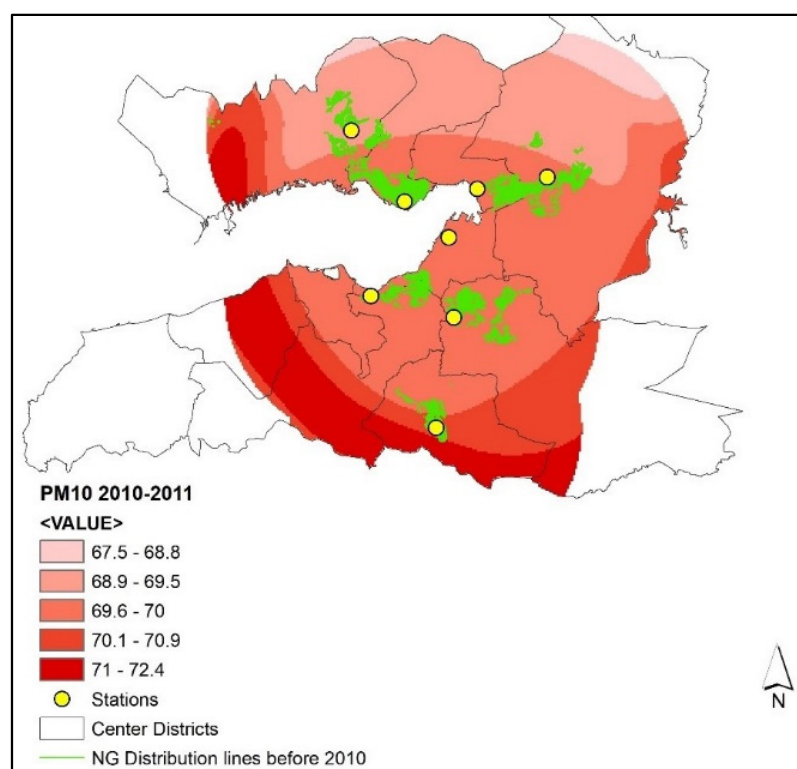 PM10 2010-2011
<VALUE>
67.5 - 68.8
68.9 - 69.5
69.6 - 70
70.1 - 70.9
71 - 72.4
Stations
Center Districts
NG Distribution lines before 2010
N